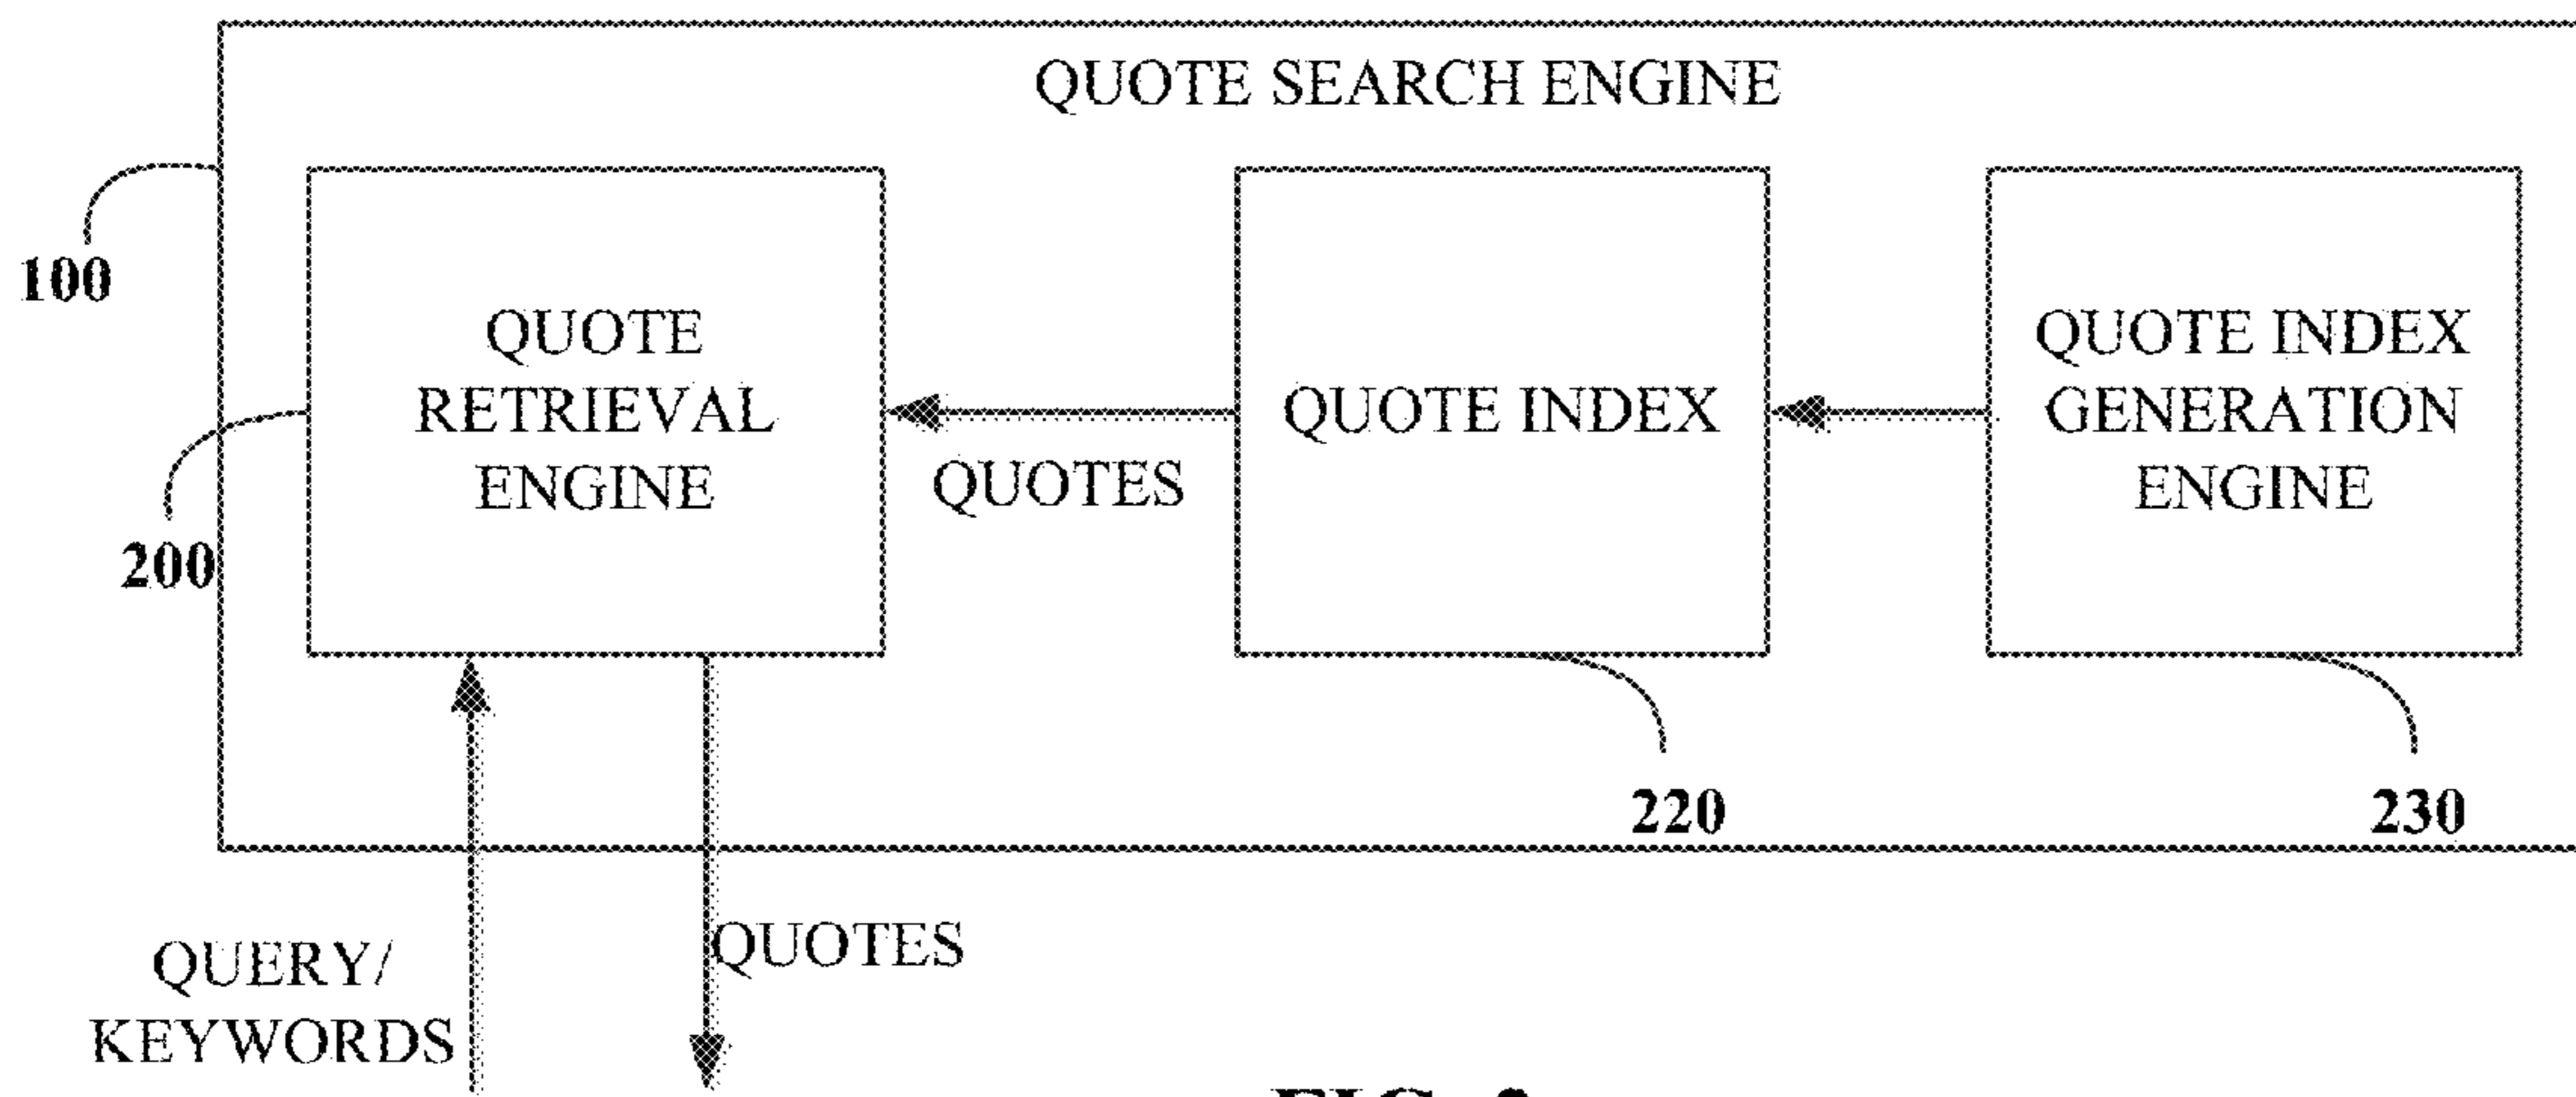 QUOTE SEARCH ENGINE
100
QUOTE
RETRIEVAL
ENGINE
200
QUOTES
QUOTE INDEX
220
QUOTE INDEX
GENERATION
ENGINE
230
QUERY/
KEYWORDS
QUOTES